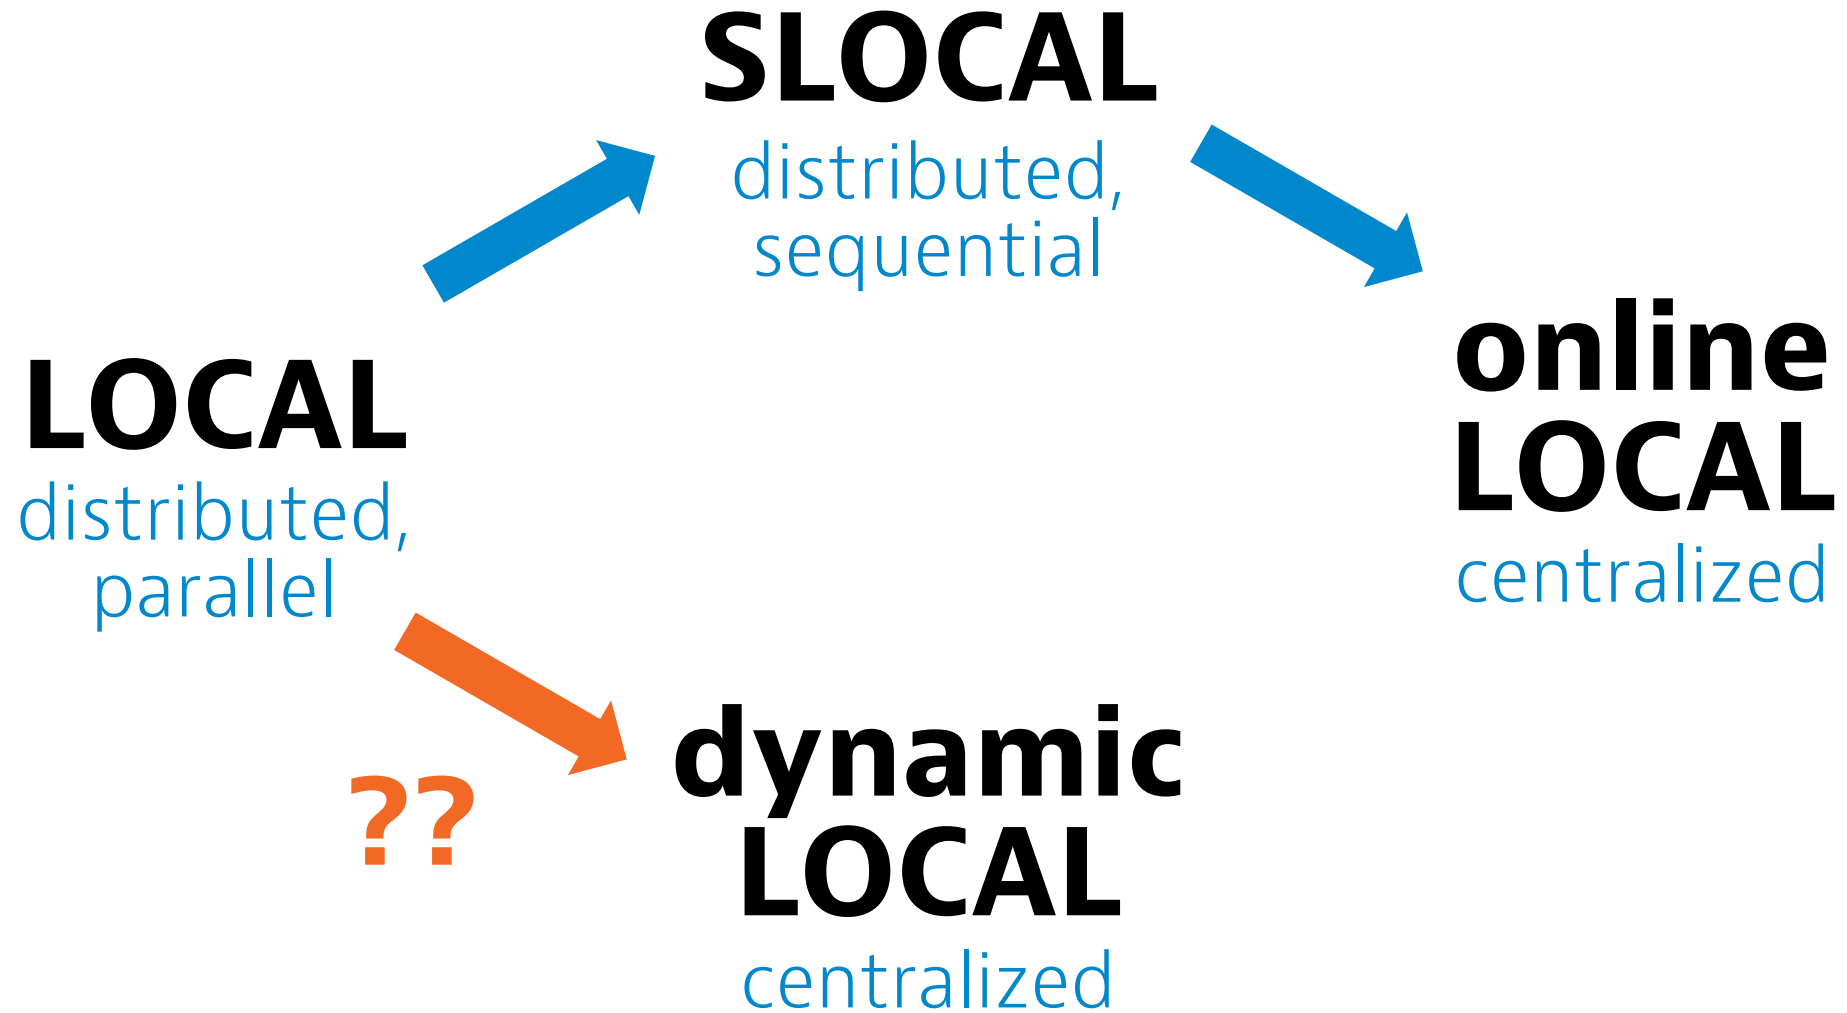 SLOCAL
distributed,
sequential
LOCAL
distributed,
parallel
online
LOCAL
centralized
??
dynamic
LOCAL
centralized